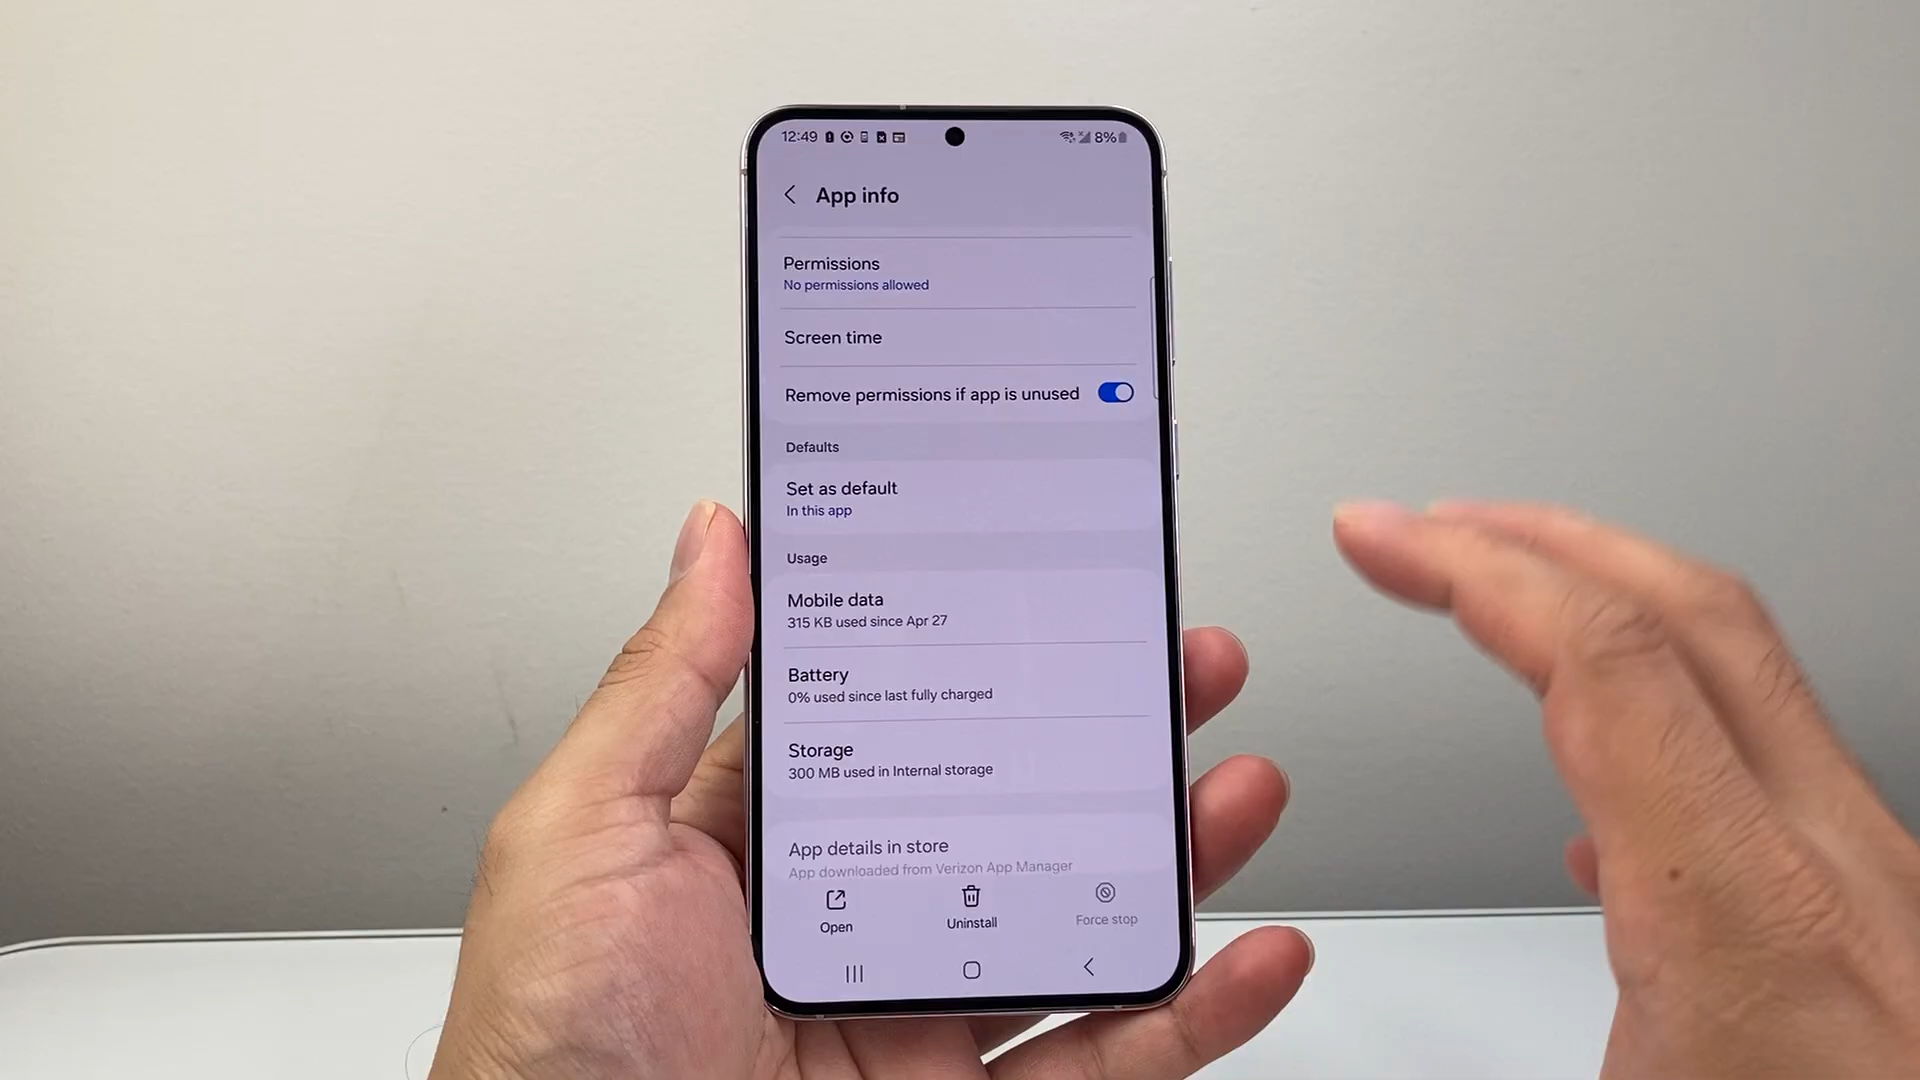 12:49
8%
App info
Permissions
No permissions allowed
Screen time
Remove permissions if app is unused
Defaults
Set as default
In this app
Usage
Mobile data
315 KB used since Apr 27
Battery
0% used since last fully charged
Storage
300 MB used in Internal storage
App details in store
App downloaded from Verizon App Manager
Open
Uninstall
Force stop